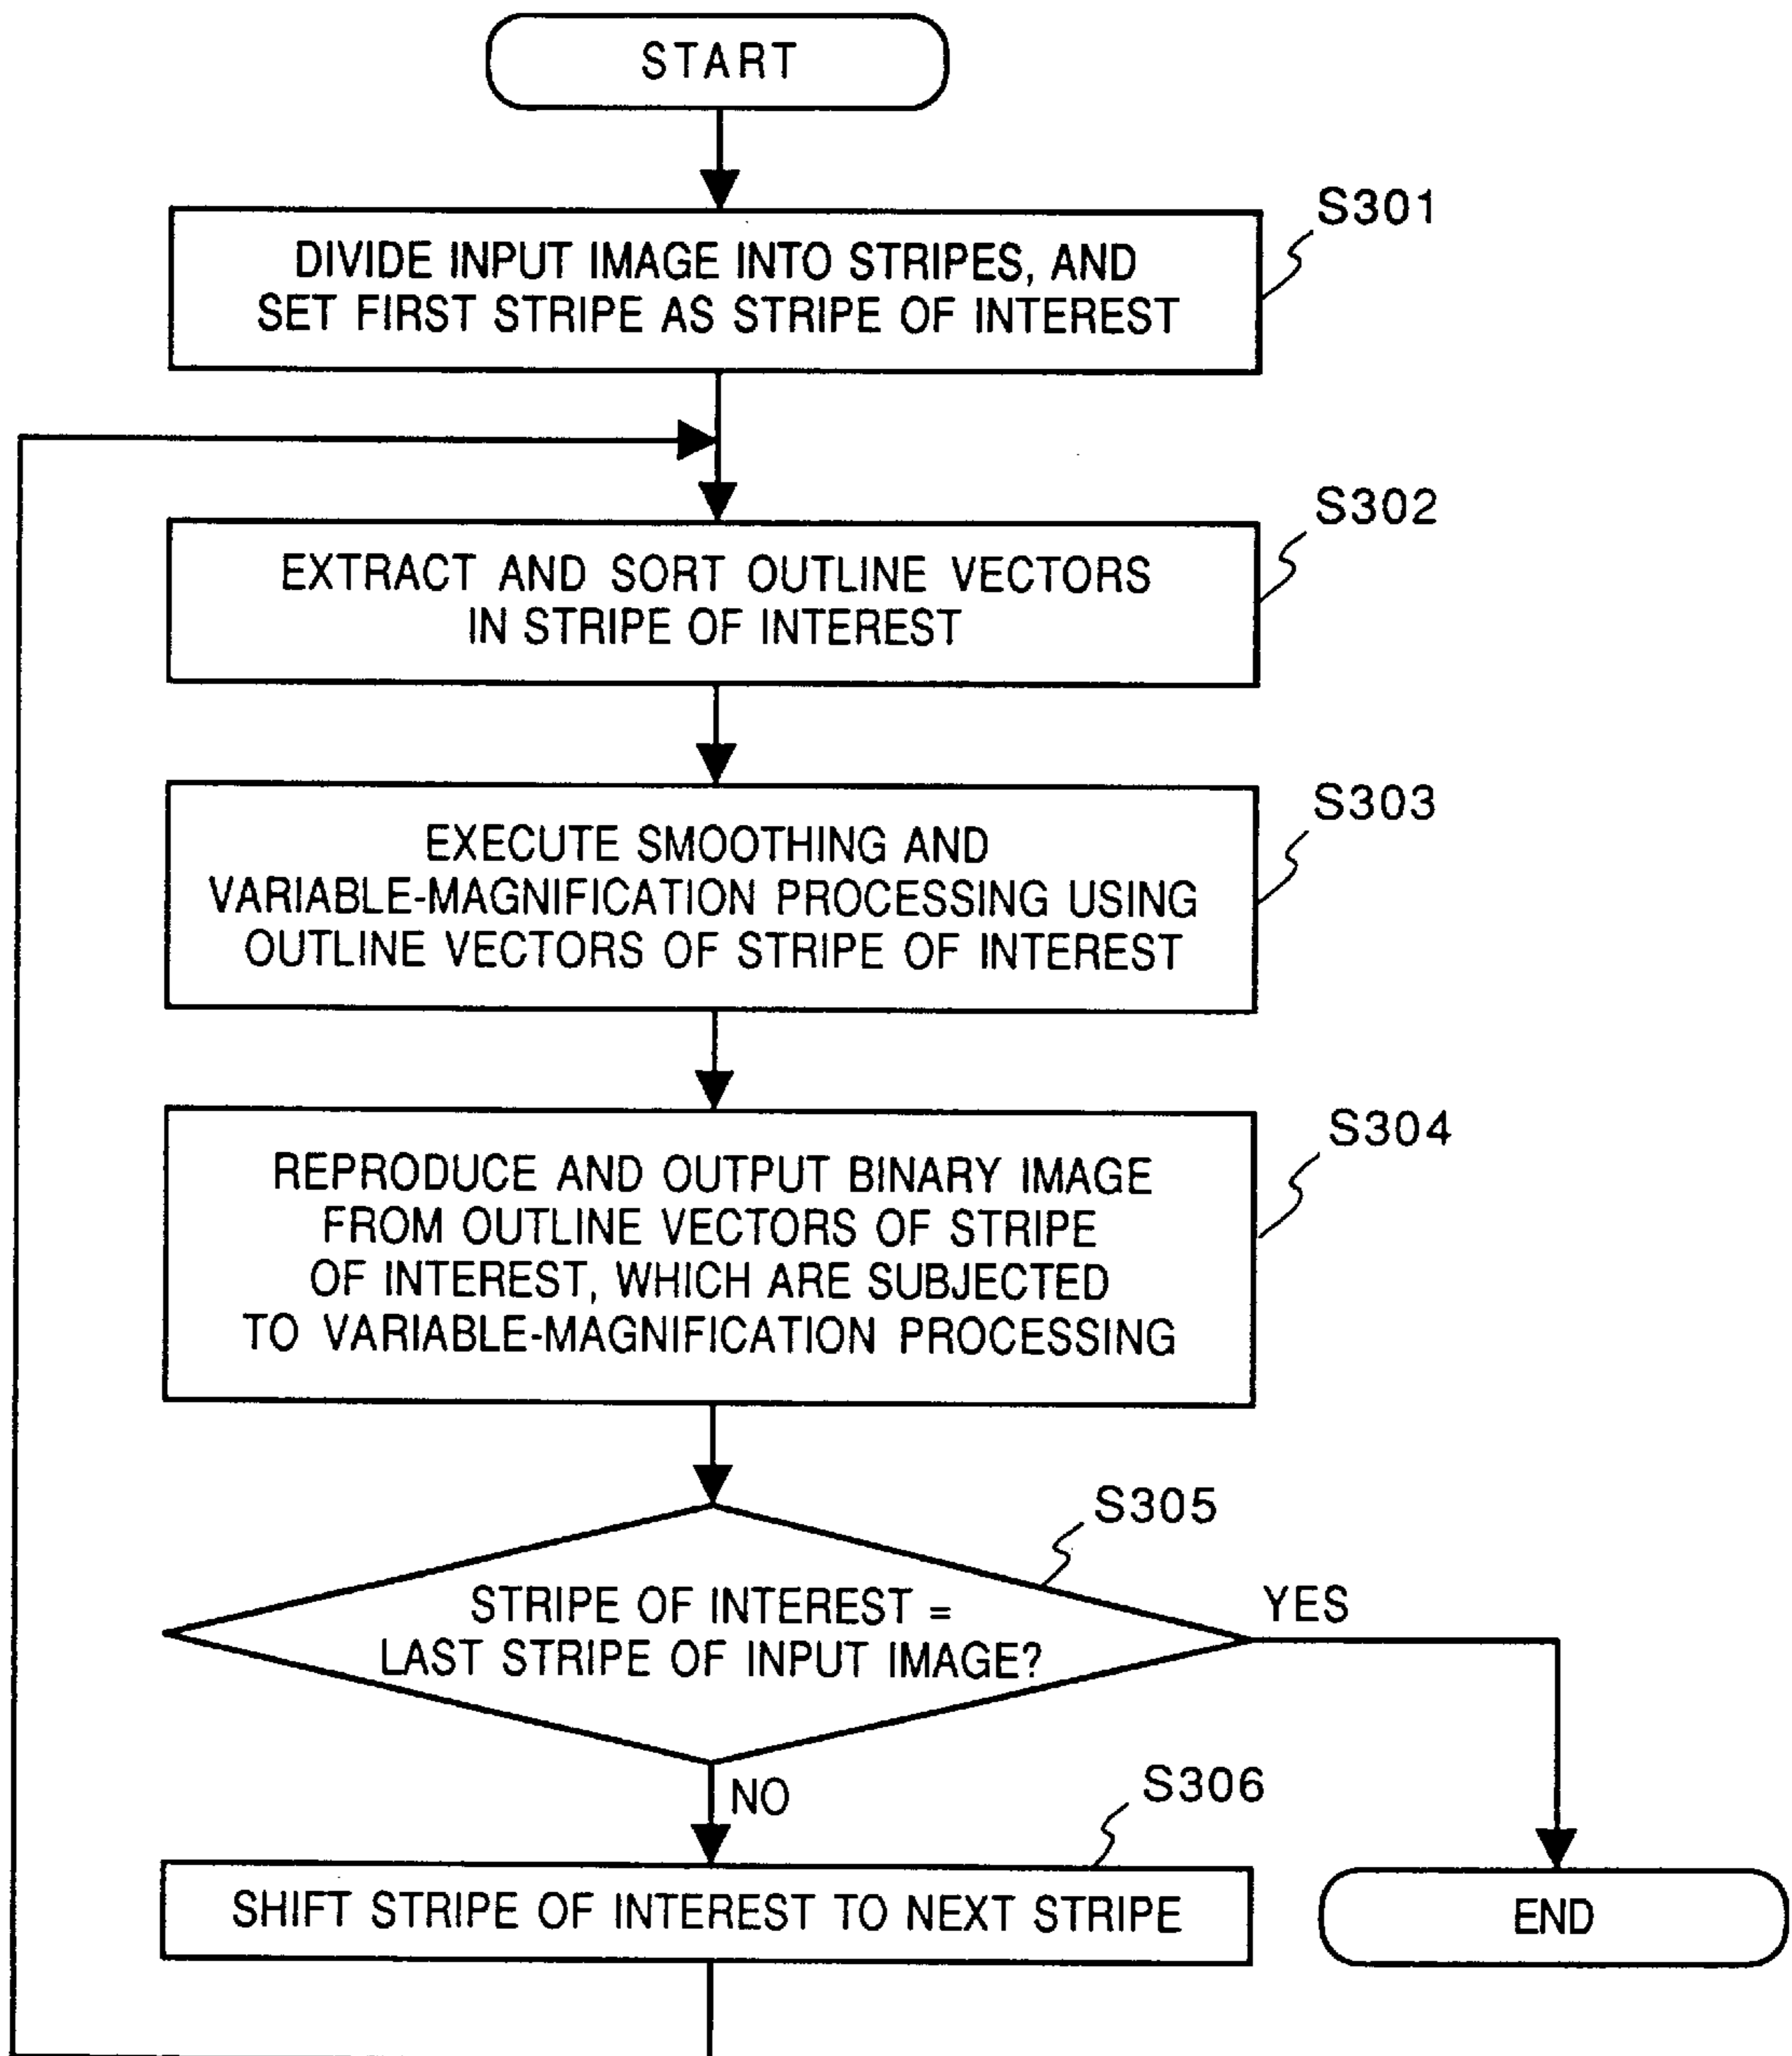 START
S301
DIVIDE INPUT IMAGE INTO STRIPES, AND
SET FIRST STRIPE AS STRIPE OF INTEREST
S302
EXTRACT AND SORT OUTLINE VECTORS
IN STRIPE OF INTEREST
S303
EXECUTE SMOOTHING AND
VARIABLE-MAGNIFICATION PROCESSING USING
OUTLINE VECTORS OF STRIPE OF INTEREST
S304
REPRODUCE AND OUTPUT BINARY IMAGE
FROM OUTLINE VECTORS OF STRIPE
OF INTEREST, WHICH ARE SUBJECTED
TO VARIABLE-MAGNIFICATION PROCESSING
S305
STRIPE OF INTEREST =
LAST STRIPE OF INPUT IMAGE?
YES
NO
S306
SHIFT STRIPE OF INTEREST TO NEXT STRIPE
END